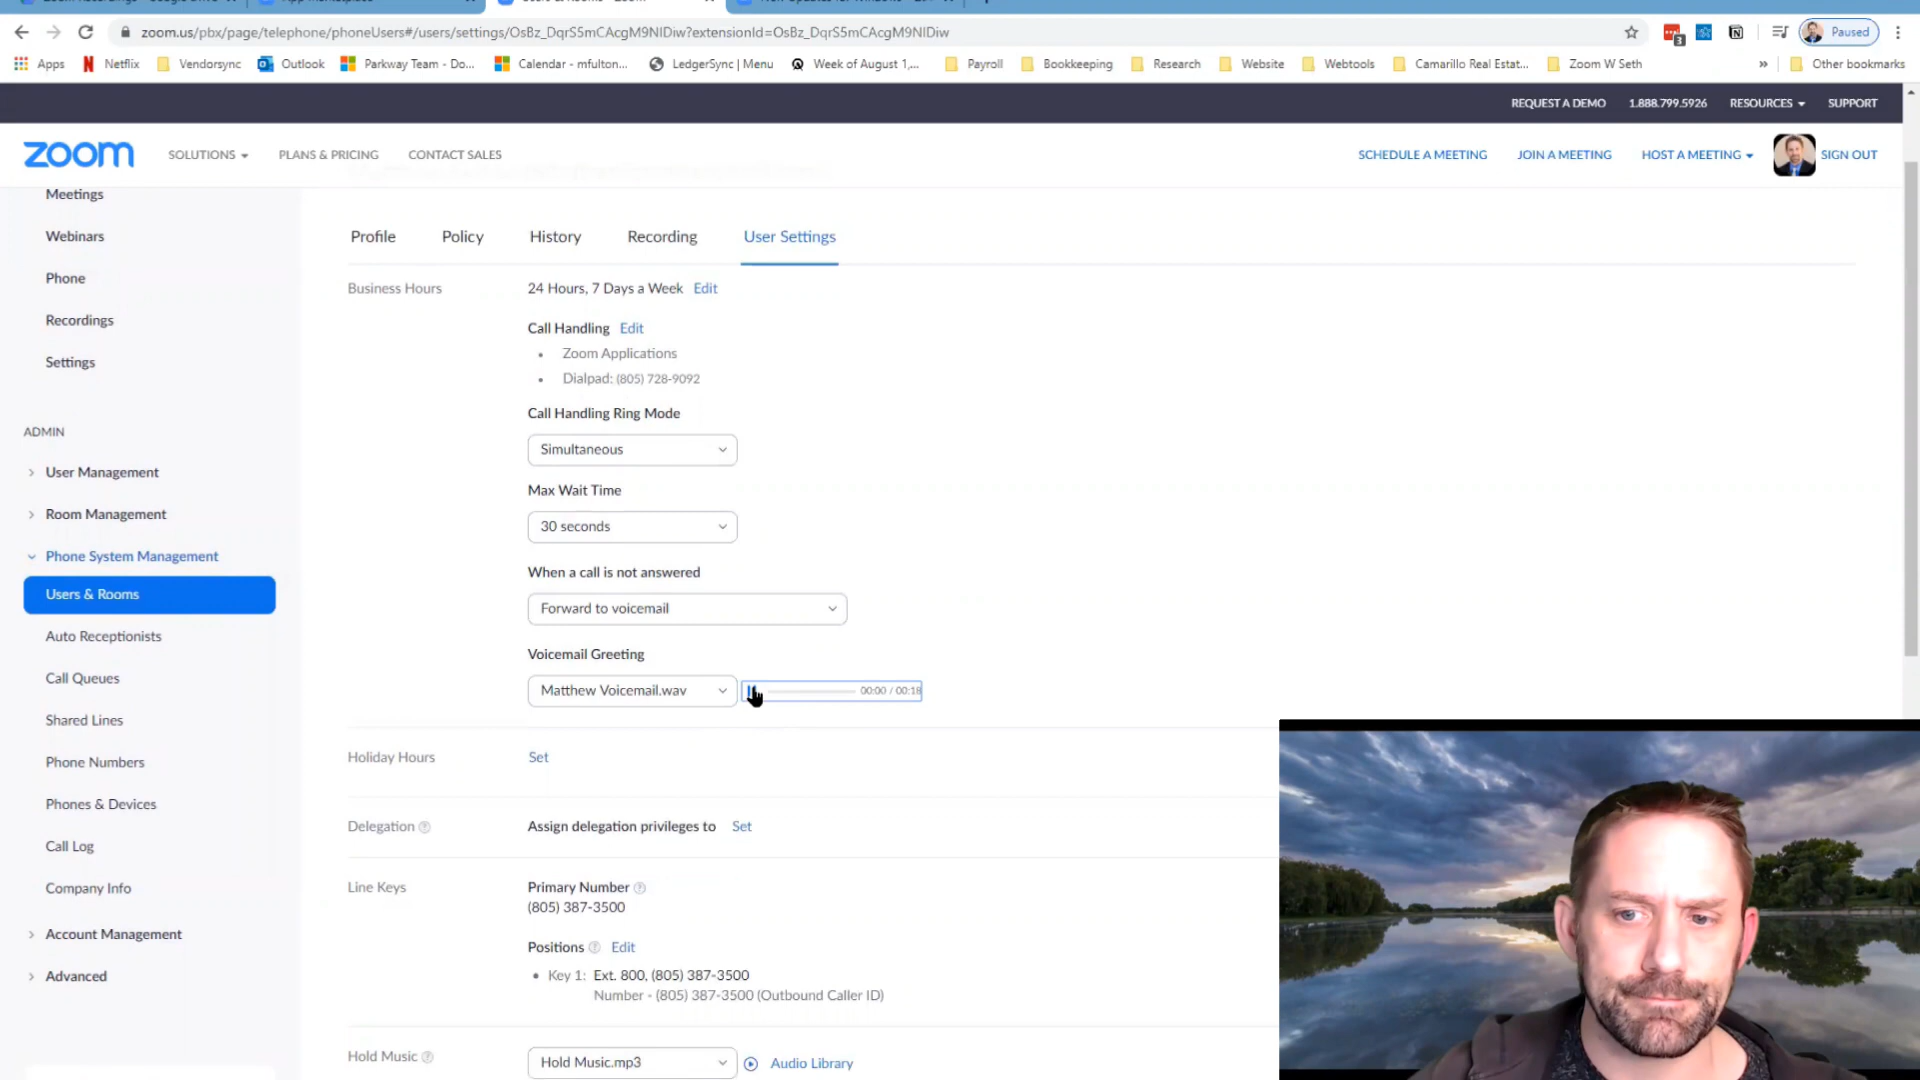 zoom.us/pbx/page/telephone/phoneUsers#/users/settings/OsBz_DqrS5mCAcgM9NIDiw?extensionId=OsBz_DqrS5mCAcgM9NIDiw
3
Paused
Apps
Netflix
Vendorsync
Outlook
Parkway Team - Do...
Calendar - mfulton...
LedgerSync | Menu
Week of August 1,...
Payroll
Bookkeeping
Research
Website
Webtools
Camarillo Real Estat...
Zoom W Seth
»
Other bookmarks
REQUEST A DEMO
1.888.799.5926
RESOURCES
SUPPORT
zoom
SOLUTIONS
PLANS & PRICING
CONTACT SALES
SCHEDULE A MEETING
JOIN A MEETING
HOST A MEETING
SIGN OUT
Meetings
Webinars
Phone
Recordings
Settings
ADMIN
User Management
Room Management
Phone System Management
Users & Rooms
Auto Receptionists
Call Queues
Shared Lines
Phone Numbers
Phones & Devices
Call Log
Company Info
Account Management
Advanced
Profile
Policy
History
Recording
User Settings
Business Hours
24 Hours, 7 Days a Week Edit
Call Handling Edit
• Zoom Applications
• Dialpad: (805) 728-9092
Call Handling Ring Mode
Simultaneous
Max Wait Time
30 seconds
When a call is not answered
Forward to voicemail
Voicemail Greeting
Matthew Voicemail.wav
00:00 / 00:18
Holiday Hours
Set
Delegation
Assign delegation privileges to Set
Line Keys
Primary Number
(805) 387-3500
Positions Edit
• Key 1: Ext. 800, (805) 387-3500
Number - (805) 387-3500 (Outbound Caller ID)
Hold Music
Hold Music.mp3
Audio Library